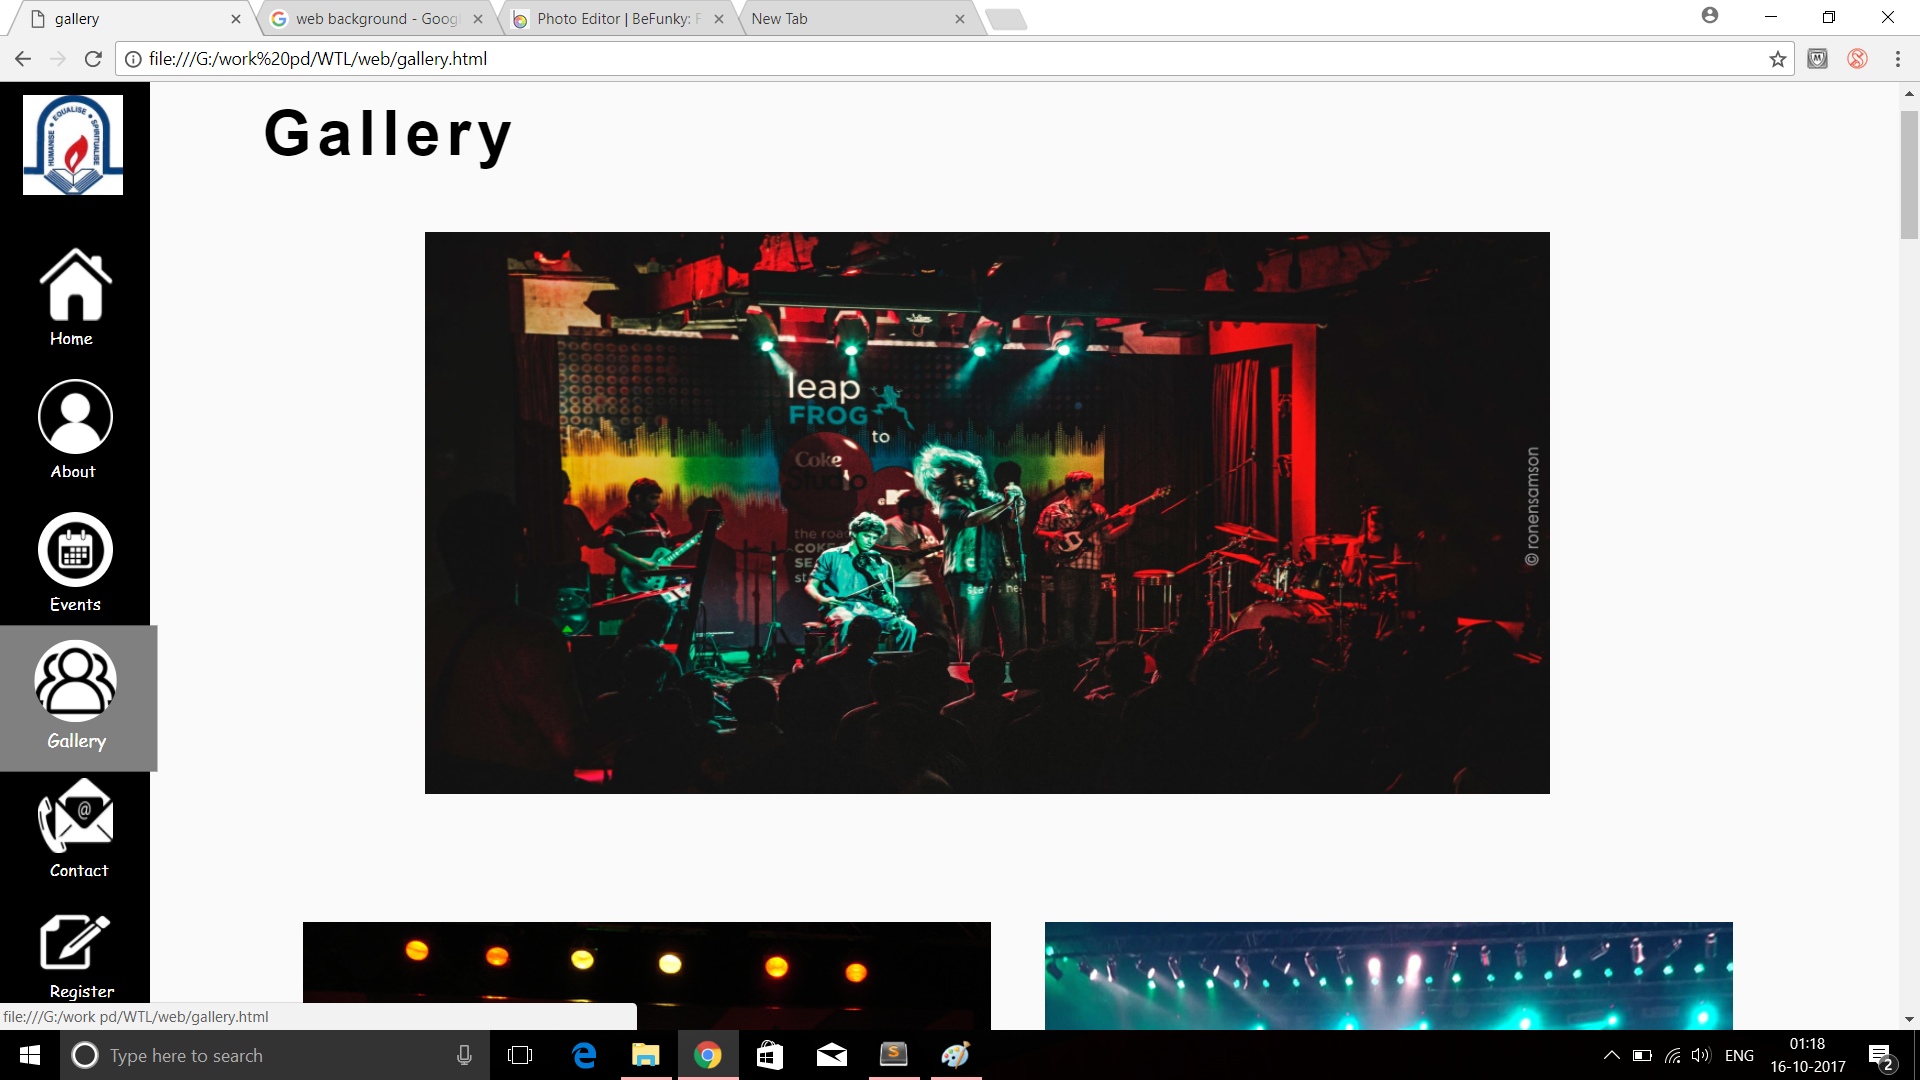 gallery
web background - Goog
Photo Editor | BeFunky: F
New Tab
file:///G:/work%20pd/WTL/web/gallery.html
HUMANISE • EQUALISE • SPIRITUALISE
Gallery
Home
About
Events
Gallery
Contact
@
Register
leap
FROG
to
Coke
Studio
the road
COKE
SE
st
© ronensamson
file:///G:/work pd/WTL/web/gallery.html
Type here to search
ENG
01:18
16-10-2017
2